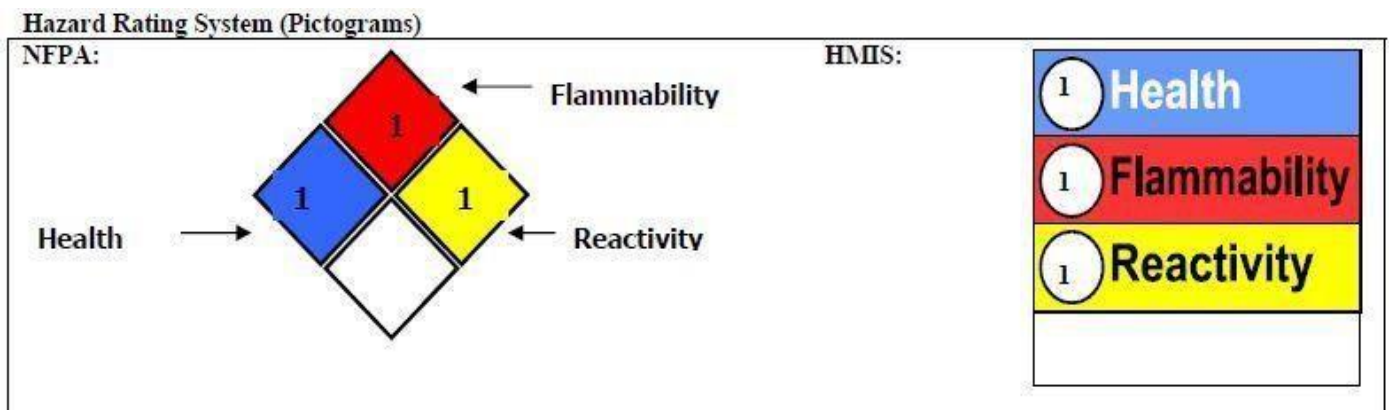 Hazard Rating System (Pictograms)
NFPA:
HMIS:
Flammability
1
1
1
Health
Reactivity
1 Health
1 Flammability
1 Reactivity